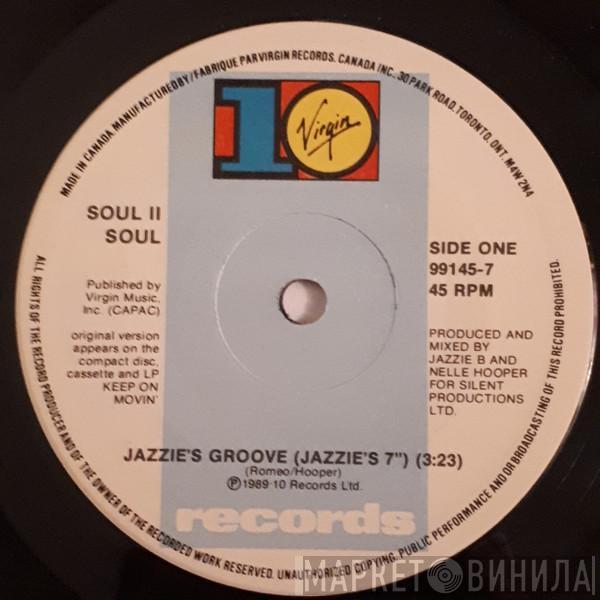 MADE IN CANADA. MANUFACTURED BY/FABRIQUE PAR VIRGIN RECORDS. CANADA INC., 30 PARK ROAD, TORONTO, ONT. M4W 2N4
10
Virgin
SOUL II
SOUL
SIDE ONE
99145-7
45 RPM
Published by
Virgin Music,
Inc. (CAPAC)
original version
appears on the
compact disc,
cassette and LP
KEEP ON
MOVIN'
PRODUCED AND
MIXED BY
JAZZIE B AND
NELLE HOOPER
FOR SILENT
PRODUCTIONS
LTD.
JAZZIE'S GROOVE (JAZZIE'S 7") (3:23)
(Romeo/Hooper)
Ⓟ1989·10 Records Ltd.
records
ALL RIGHTS OF THE RECORD PRODUCER AND OF THE OWNER OF THE RECORDED WORK RESERVED. UNAUTHORIZED COPYING, PUBLIC PERFORMANCE AND/OR BROADCASTING OF THIS RECORD PROHIBITED.
МАРКЕТ ВИНИЛА